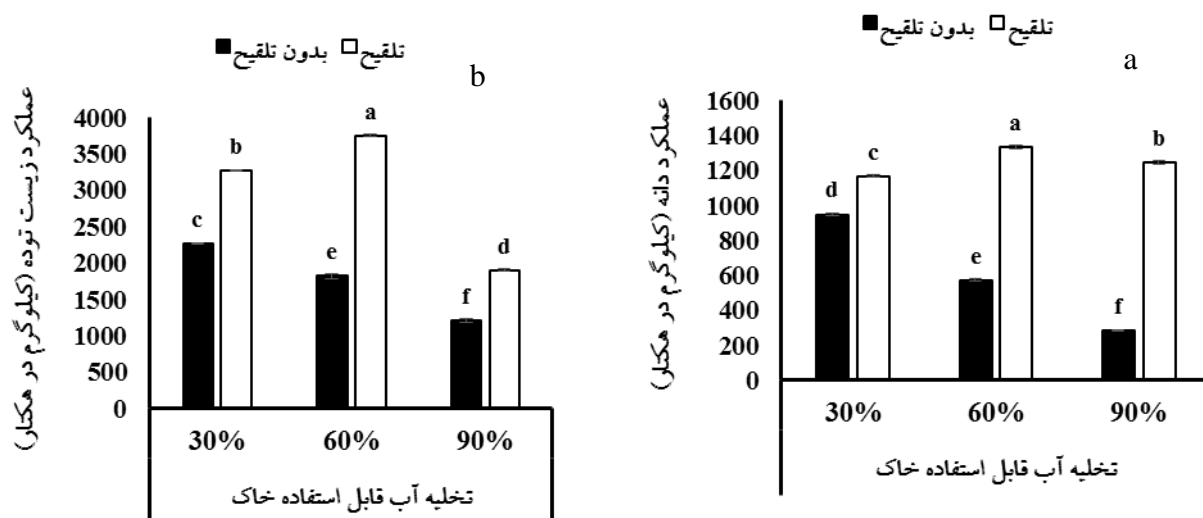 ■ بدون تلقیح □ تلقیح
b
عملکرد زیست توده (کیلوگرم در هکتار)
4000
3500
3000
2500
2000
1500
1000
500
0
c b e a f d
30% 60% 90%
تخلیه آب قابل استفاده خاک
■ بدون تلقیح □ تلقیح
a
عملکرد دانه (کیلوگرم در هکتار)
1600
1400
1200
1000
800
600
400
200
0
d c e a f b
30% 60% 90%
تخلیه آب قابل استفاده خاک